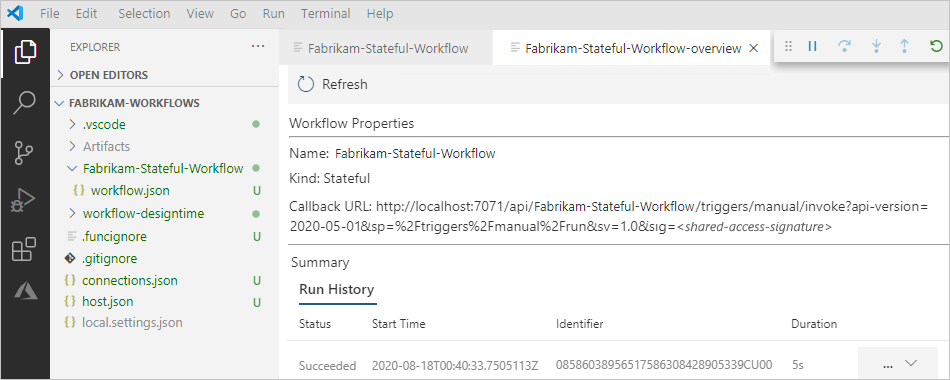 File Edit Selection View Go Run Terminal Help
EXPLORER ···
OPEN EDITORS
FABRIKAM-WORKFLOWS
.vscode
Artifacts
Fabrikam-Stateful-Workflow
{} workflow.json U
workflow-designtime
.funcignore U
.gitignore
{} connections.json U
{} host.json U
{} local.settings.json
Fabrikam-Stateful-Workflow Fabrikam-Stateful-Workflow-overview
Refresh
Workflow Properties
Name: Fabrikam-Stateful-Workflow
Kind: Stateful
Callback URL: http://localhost:7071/api/Fabrikam-Stateful-Workflow/triggers/manual/invoke?api-version=
2020-05-01&sp=%2Ftriggers%2Fmanual%2Frun&sv=1.0&sig=<shared-access-signature>
Summary
Run History
Status Start Time Identifier Duration
Succeeded 2020-08-18T00:40:33.7505113Z 08586038956517586308428905339CU00 5s ...